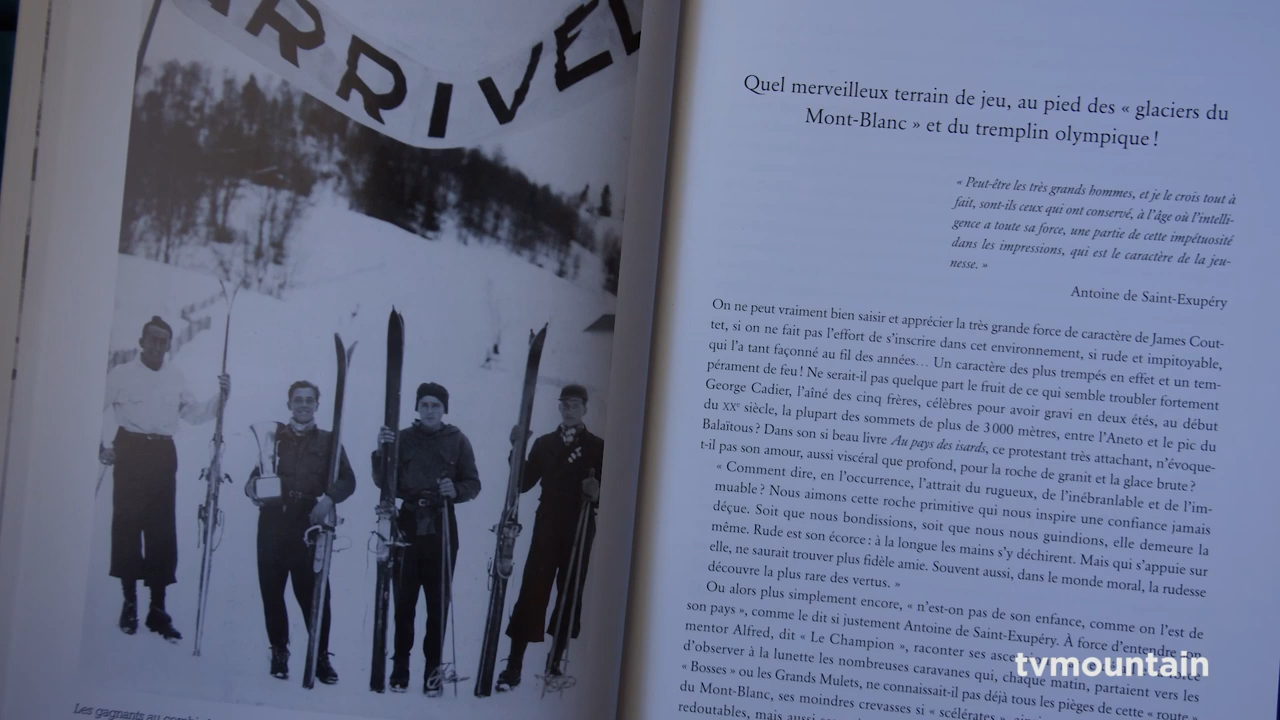 ARRIVÉE
Les gagnants au combiné
Quel merveilleux terrain de jeu, au pied des « glaciers du
Mont-Blanc » et du tremplin olympique !
« Peut-être les très grands hommes, et je le crois tout à
fait, sont-ils ceux qui ont conservé, à l'âge où l'intelli-
gence a toute sa force, une partie de cette impétuosité
dans les impressions, qui est le caractère de la jeu-
nesse. »
Antoine de Saint-Exupéry
On ne peut vraiment bien saisir et apprécier la très grande force de caractère de James Cout-
tet, si on ne fait pas l'effort de s'inscrire dans cet environnement, si rude et impitoyable,
qui l'a tant façonné au fil des années… Un caractère des plus trempés en effet et un tem-
pérament de feu ! Ne serait-il pas quelque part le fruit de ce qui semble troubler fortement
George Cadier, l'aîné des cinq frères, célèbres pour avoir gravi en deux étés, au début
du XXe siècle, la plupart des sommets de plus de 3 000 mètres, entre l'Aneto et le pic du
Balaïtous ? Dans son si beau livre Au pays des isards, ce protestant très attachant, n'évoque-
t-il pas son amour, aussi viscéral que profond, pour la roche de granit et la glace brute ?
« Comment dire, en l'occurrence, l'attrait du rugueux, de l'inébranlable et de l'im-
muable ? Nous aimons cette roche primitive qui nous inspire une confiance jamais
déçue. Soit que nous bondissions, soit que nous nous guindions, elle demeure la
même. Rude est son écorce : à la longue les mains s'y déchirent. Mais qui s'appuie sur
elle, ne saurait trouver plus fidèle amie. Souvent aussi, dans le monde moral, la rudesse
découvre la plus rare des vertus. »
Ou alors plus simplement encore, « n'est-on pas de son enfance, comme on l'est de
son pays », comme le dit si justement Antoine de Saint-Exupéry. À force d'entendre son
mentor Alfred, dit « Le Champion », raconter ses
d'observer à la lunette les nombreuses caravanes qui, chaque matin, partaient vers les
« Bosses » ou les Grands Mulets, ne connaissait-il pas déjà tous les pièges de cette « route »
du Mont-Blanc, ses moindres crevasses si « scélérates »
redoutables, mais aussi
tvmountain